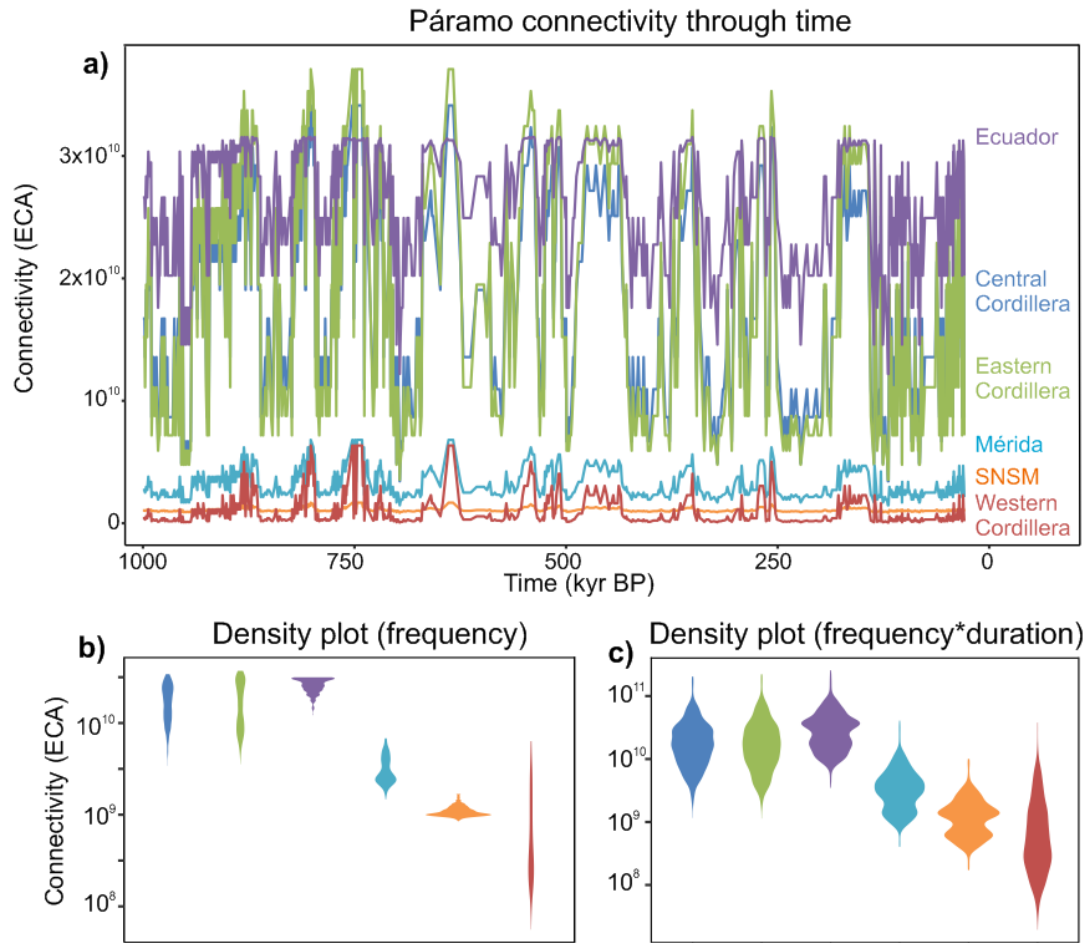 Páramo connectivity through time
a)
Connectivity (ECA)
3x10¹⁰
2x10¹⁰
10¹⁰
0
1000
750
500
250
0
Time (kyr BP)
Ecuador
Central
Cordillera
Eastern
Cordillera
Mérida
SNSM
Western
Cordillera
b)
Density plot (frequency)
Connectivity (ECA)
10¹⁰
10⁹
10⁸
c)
Density plot (frequency*duration)
10¹¹
10¹⁰
10⁹
10⁸